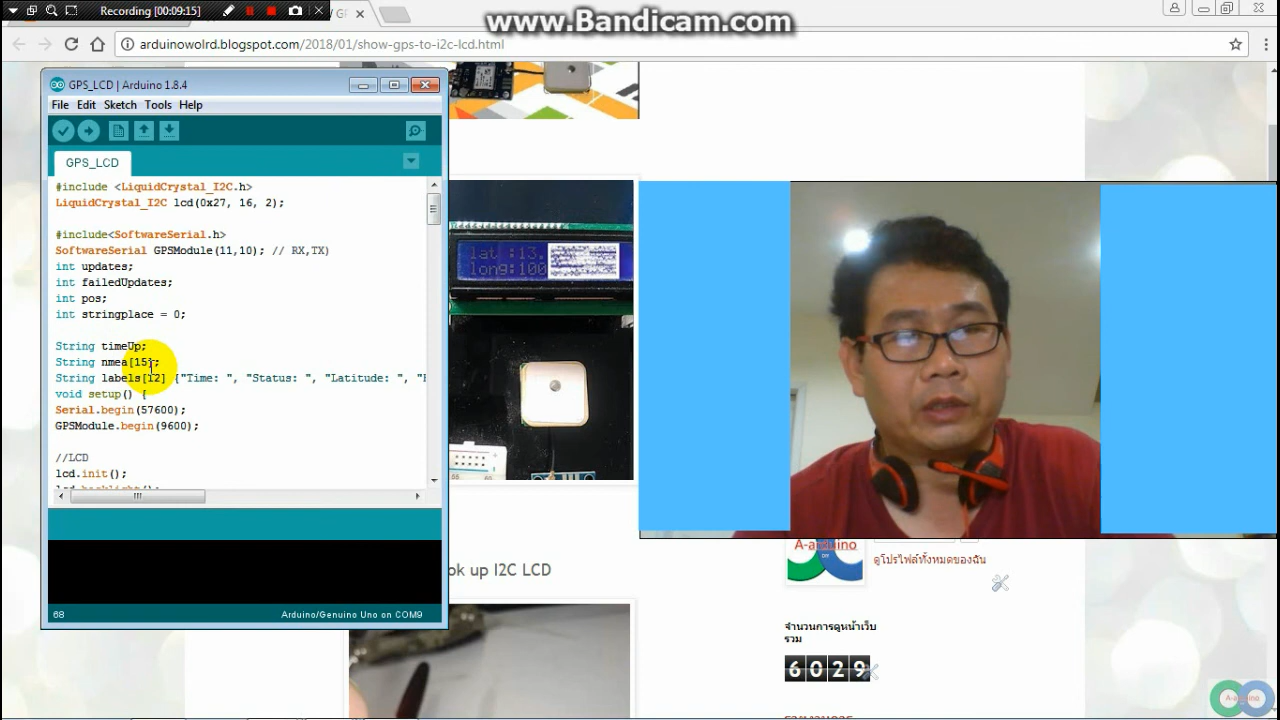 Recording [00:09:15]
www.Bandicam.com
arduinowolrd.blogspot.com/2018/01/show-gps-to-i2c-lcd.html
GPS_LCD | Arduino 1.8.4
File Edit Sketch Tools Help
GPS_LCD
#include <LiquidCrystal_I2C.h>
LiquidCrystal_I2C lcd(0x27, 16, 2);
#include<SoftwareSerial.h>
SoftwareSerial GPSModule(11,10); // RX,TX)
int updates;
int failedUpdates;
int pos;
int stringplace = 0;
String timeUp;
String nmea[15];
String labels[12] {"Time: ", "Status: ", "Latitude: ", "
void setup() {
Serial.begin(57600);
GPSModule.begin(9600);
//LCD
lcd.init();
68
Arduino/Genuino Uno on COM9
lat :13.
long:100
ok up I2C LCD
A-arduino
ดูโปรไฟล์ทั้งหมดของฉัน
จำนวนการดูหน้าเว็บ
รวม
6029
A-arduino